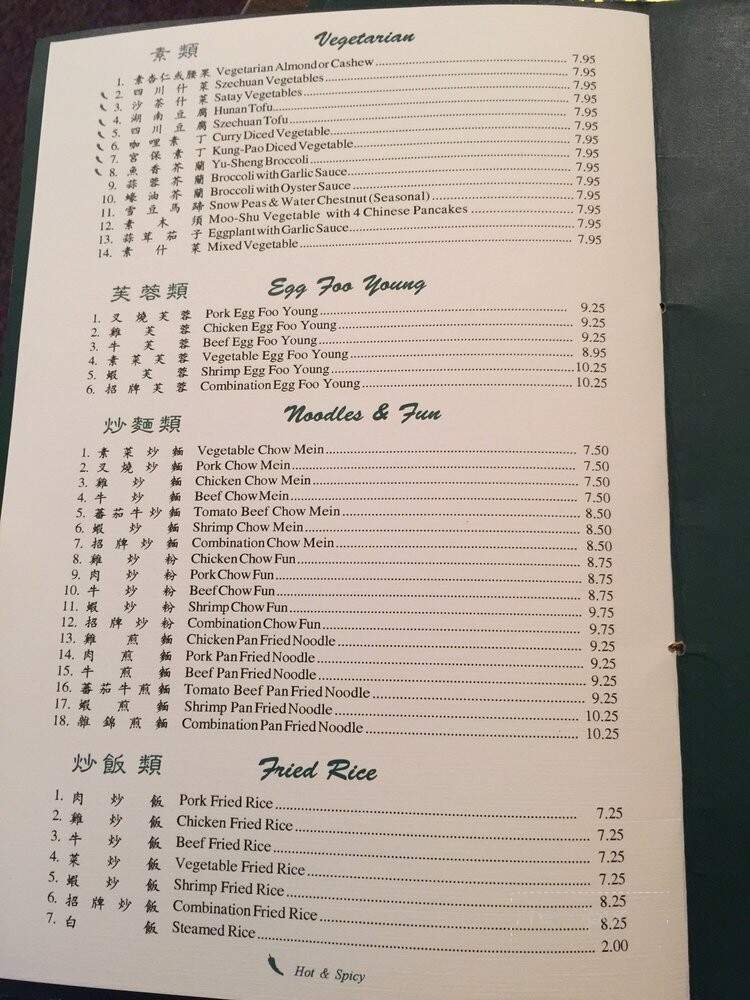 素類 Vegetarian
1. 素杏仁或腰果 Vegetarian Almond or Cashew 7.95
2. 四川什菜 Szechuan Vegetables 7.95
3. 沙茶什菜 Satay Vegetables 7.95
4. 湖南豆腐 Hunan Tofu 7.95
5. 四川豆腐 Szechuan Tofu 7.95
6. 咖哩素丁 Curry Diced Vegetable 7.95
7. 宮保素丁 Kung-Pao Diced Vegetable 7.95
8. 魚香芥蘭 Yu-Sheng Broccoli 7.95
9. 蒜蓉芥蘭 Broccoli with Garlic Sauce 7.95
10. 蠔油芥蘭 Broccoli with Oyster Sauce 7.95
11. 雪豆馬蹄 Snow Peas & Water Chestnut (Seasonal) 7.95
12. 素木須 Moo-Shu Vegetable with 4 Chinese Pancakes 7.95
13. 蒜茸茄子 Eggplant with Garlic Sauce 7.95
14. 素什菜 Mixed Vegetable 7.95
芙蓉類 Egg Foo Young
1. 叉燒芙蓉 Pork Egg Foo Young 9.25
2. 雞芙蓉 Chicken Egg Foo Young 9.25
3. 牛芙蓉 Beef Egg Foo Young 9.25
4. 素菜芙蓉 Vegetable Egg Foo Young 8.95
5. 蝦芙蓉 Shrimp Egg Foo Young 10.25
6. 招牌芙蓉 Combination Egg Foo Young 10.25
炒麵類 Noodles & Fun
1. 素菜炒麵 Vegetable Chow Mein 7.50
2. 叉燒炒麵 Pork Chow Mein 7.50
3. 雞炒麵 Chicken Chow Mein 7.50
4. 牛炒麵 Beef Chow Mein 7.50
5. 蕃茄牛炒麵 Tomato Beef Chow Mein 8.50
6. 蝦炒麵 Shrimp Chow Mein 8.50
7. 招牌炒麵 Combination Chow Mein 8.50
8. 雞炒粉 Chicken Chow Fun 8.75
9. 肉炒粉 Pork Chow Fun 8.75
10. 牛炒粉 Beef Chow Fun 8.75
11. 蝦炒粉 Shrimp Chow Fun 9.75
12. 招牌炒粉 Combination Chow Fun 9.75
13. 雞煎麵 Chicken Pan Fried Noodle 9.25
14. 肉煎麵 Pork Pan Fried Noodle 9.25
15. 牛煎麵 Beef Pan Fried Noodle 9.25
16. 蕃茄牛煎麵 Tomato Beef Pan Fried Noodle 9.25
17. 蝦煎麵 Shrimp Pan Fried Noodle 10.25
18. 雜錦煎麵 Combination Pan Fried Noodle 10.25
炒飯類 Fried Rice
1. 肉炒飯 Pork Fried Rice 7.25
2. 雞炒飯 Chicken Fried Rice 7.25
3. 牛炒飯 Beef Fried Rice 7.25
4. 菜炒飯 Vegetable Fried Rice 7.25
5. 蝦炒飯 Shrimp Fried Rice 8.25
6. 招牌炒飯 Combination Fried Rice 8.25
7. 白飯 Steamed Rice 2.00
Hot & Spicy